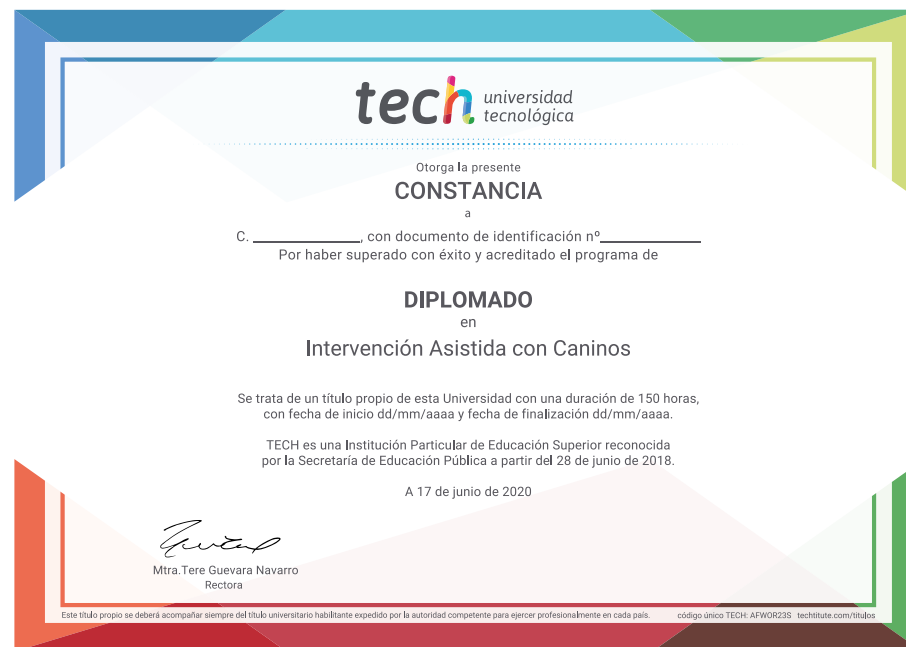 tech universidad
tecnológica
Otorga la presente
CONSTANCIA
a
C. ____________, con documento de identificación nº____________
Por haber superado con éxito y acreditado el programa de
DIPLOMADO
en
Intervención Asistida con Caninos
Se trata de un título propio de esta Universidad con una duración de 150 horas,
con fecha de inicio dd/mm/aaaa y fecha de finalización dd/mm/aaaa.
TECH es una Institución Particular de Educación Superior reconocida
por la Secretaría de Educación Pública a partir del 28 de junio de 2018.
A 17 de junio de 2020
Mtra.Tere Guevara Navarro
Rectora
Este título propio se deberá acompañar siempre del título universitario habilitante expedido por la autoridad competente para ejercer profesionalmente en cada país. código único TECH: AFWOR23S techtitute.com/titulos